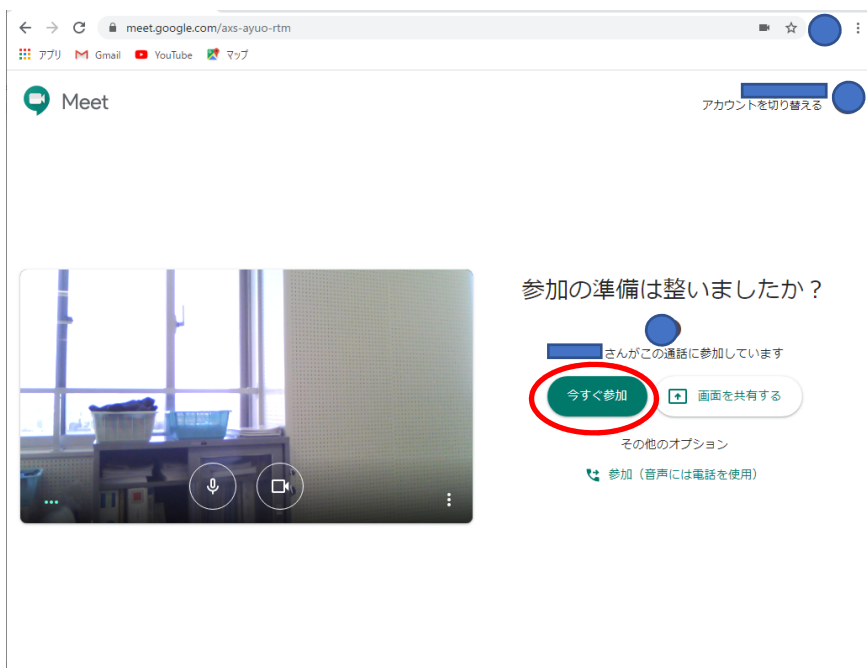 meet.google.com/axs-ayuo-rtm
アプリ Gmail YouTube マップ
Meet
アカウントを切り替える
参加の準備は整いましたか？
さんがこの通話に参加しています
今すぐ参加 画面を共有する
その他のオプション
参加（音声には電話を使用）